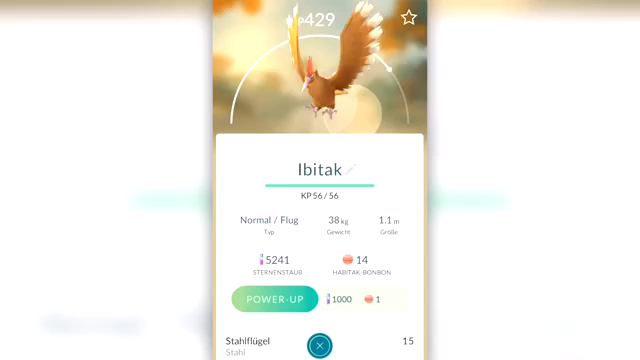 CP429
Ibitak
KP 56 / 56
Normal / Flug
38 kg
1.1 m
Typ
Gewicht
Größe
5241
14
STERNENSTAUB
HABITAK-BONBON
POWER-UP
1000
1
Stahlflügel
15
Stahl